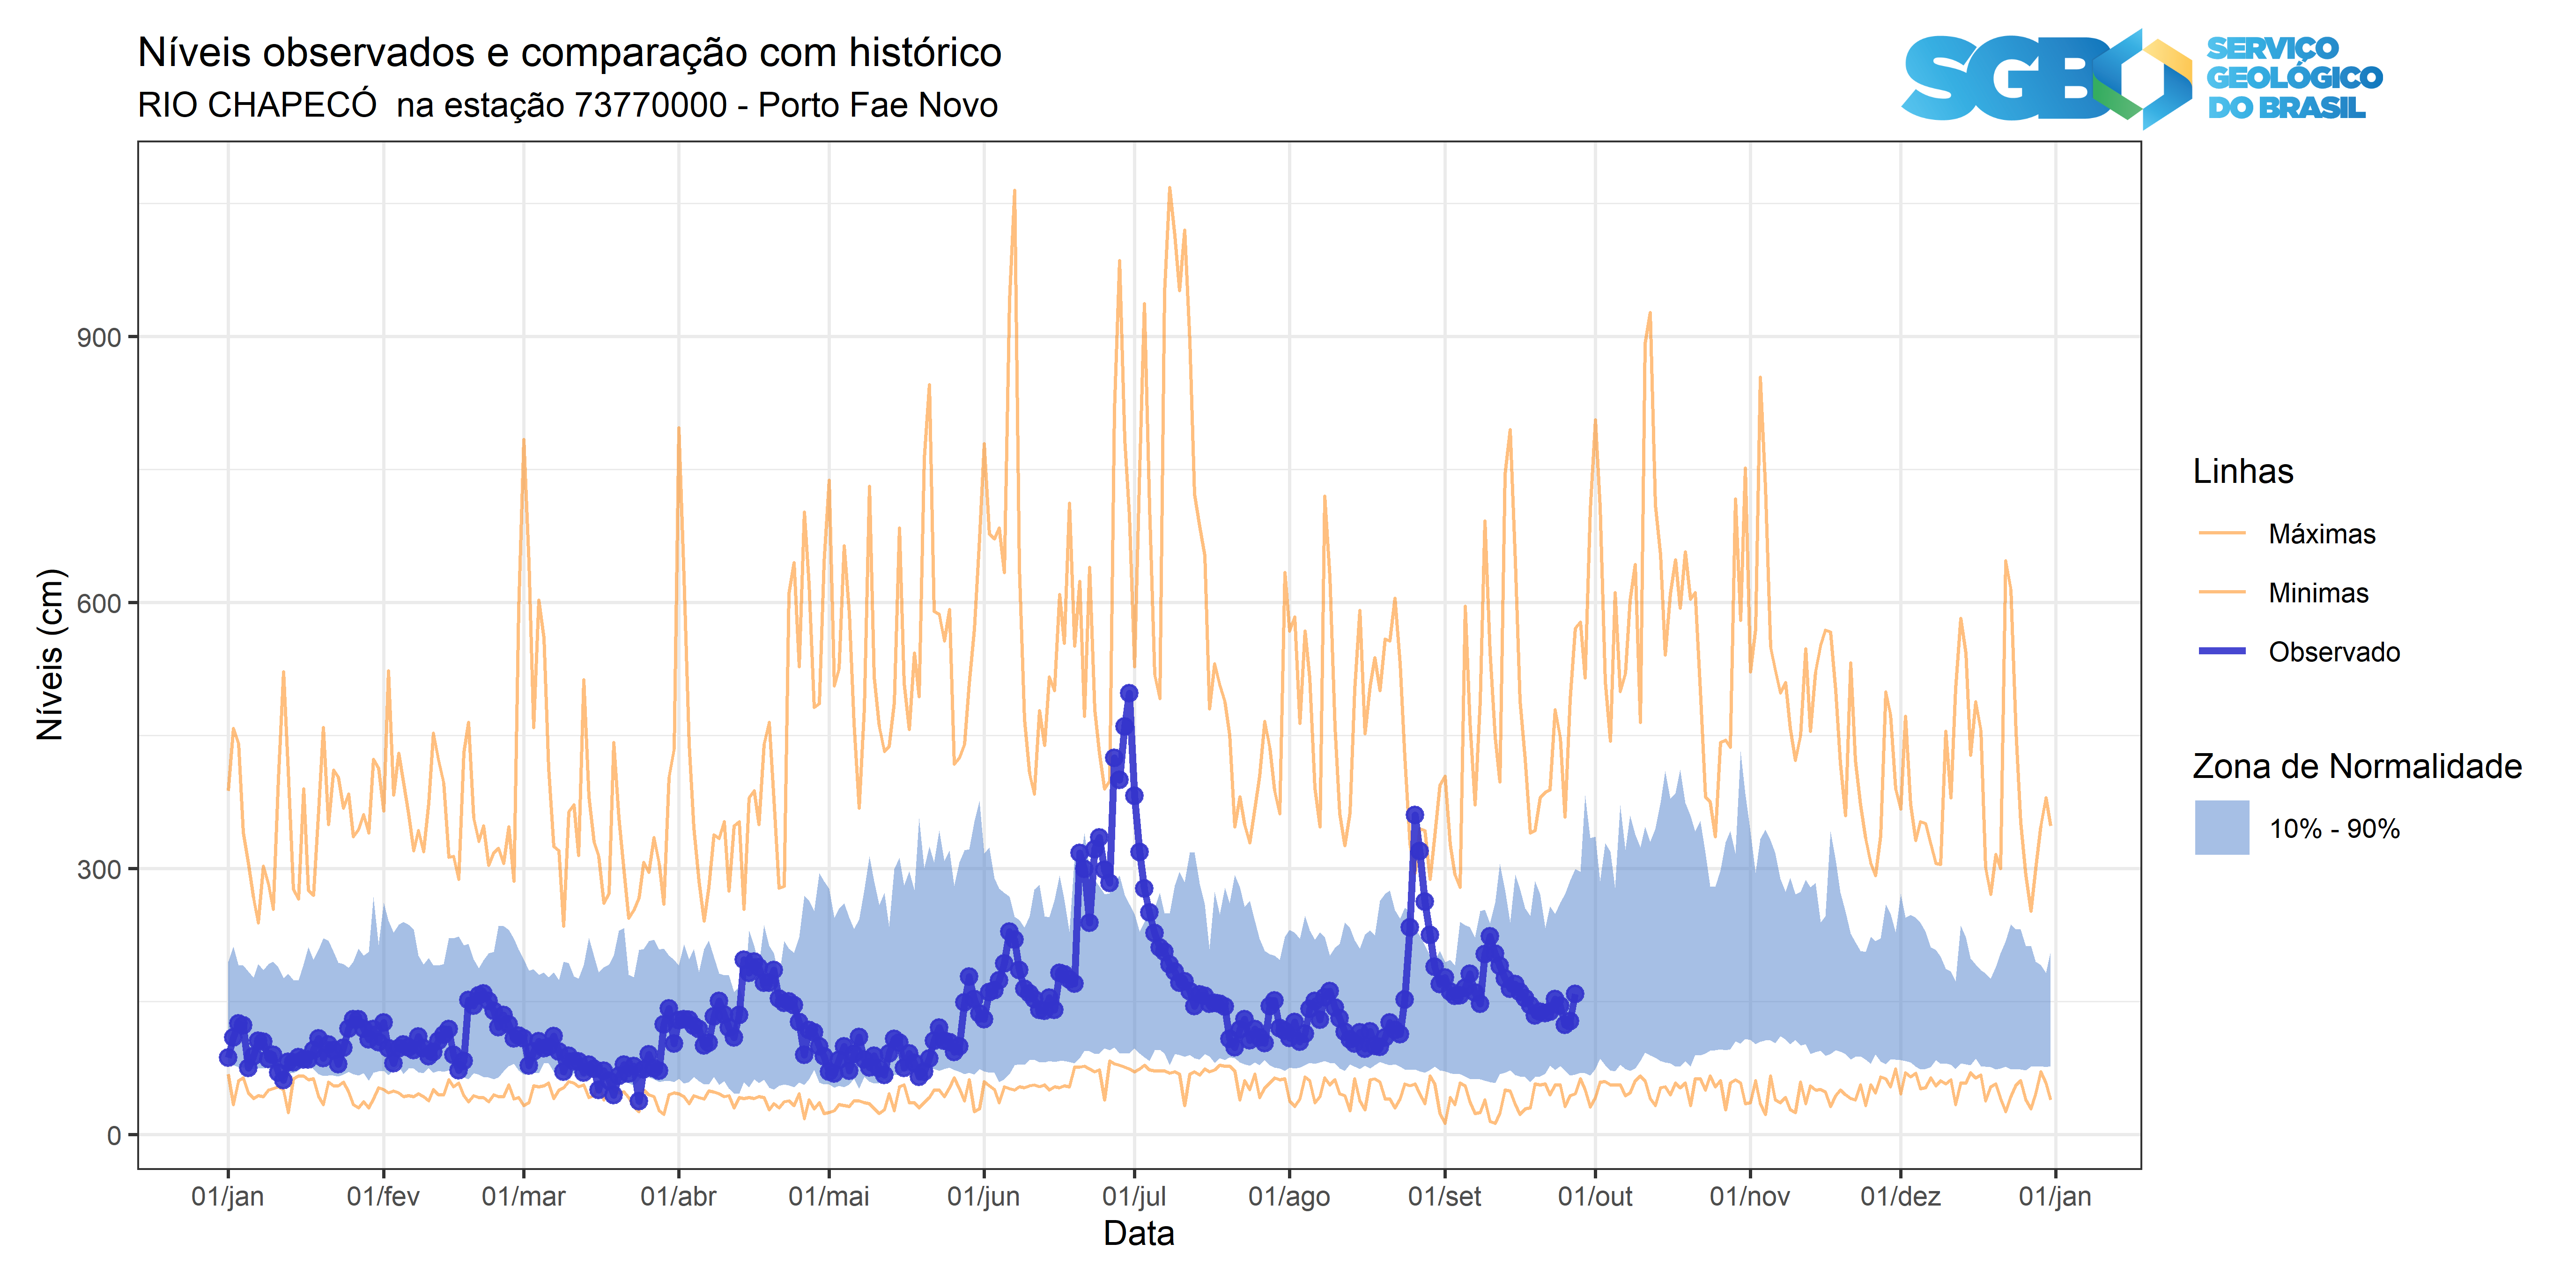 Níveis observados e comparação com histórico
RIO CHAPECÓ  na estação 73770000 - Porto Fae Novo
SGB
SERVIÇO
GEOLÓGICO
DO BRASIL
Níveis (cm)
900
600
300
0
01/jan
01/fev
01/mar
01/abr
01/mai
01/jun
01/jul
01/ago
01/set
01/out
01/nov
01/dez
01/jan
Data
Linhas
Máximas
Minimas
Observado
Zona de Normalidade
10% - 90%